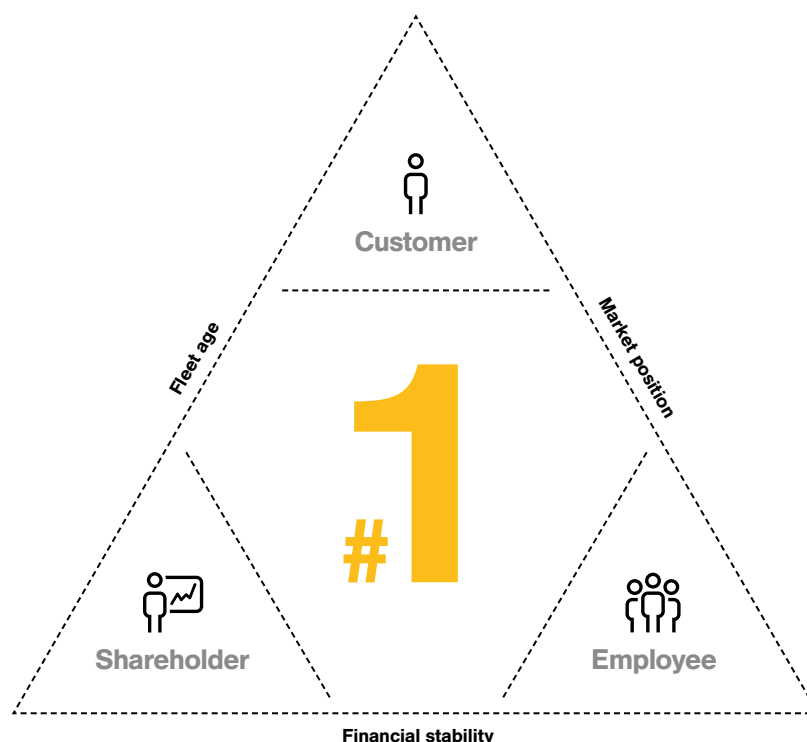 Customer
Fleet age
Market position
#1
Shareholder
Employee
Financial stability